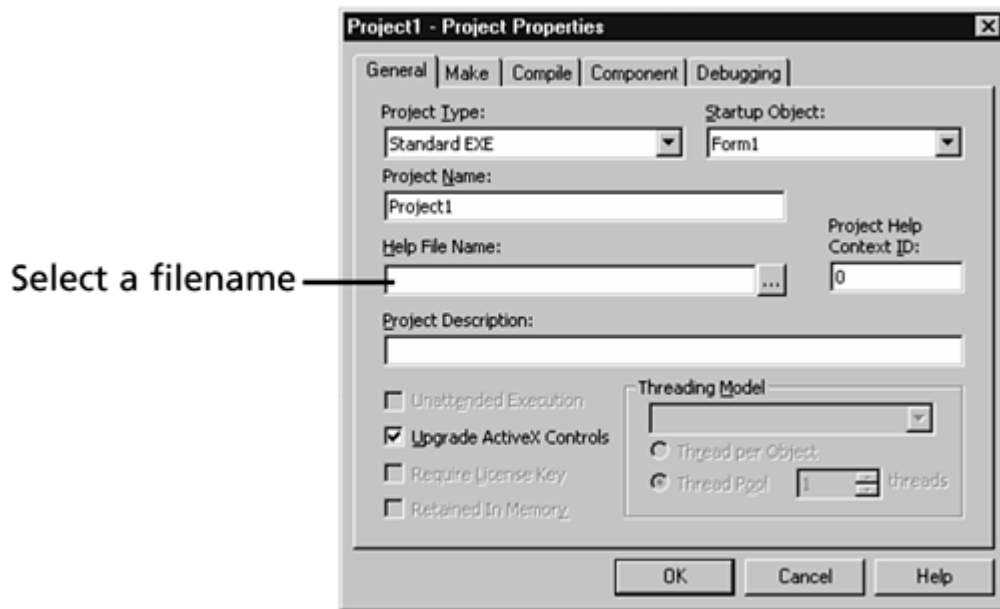 Project1 - Project Properties
General Make Compile Component Debugging
Project Type: Startup Object:
Standard EXE Form1
Project Name:
Project1
Project Help
Help File Name: Context ID:
Select a filename ... 0
Project Description:
Unattended Execution Threading Model
Upgrade ActiveX Controls
Thread per Object
Require License Key Thread Pool 1 threads
Retained In Memory
OK Cancel Help